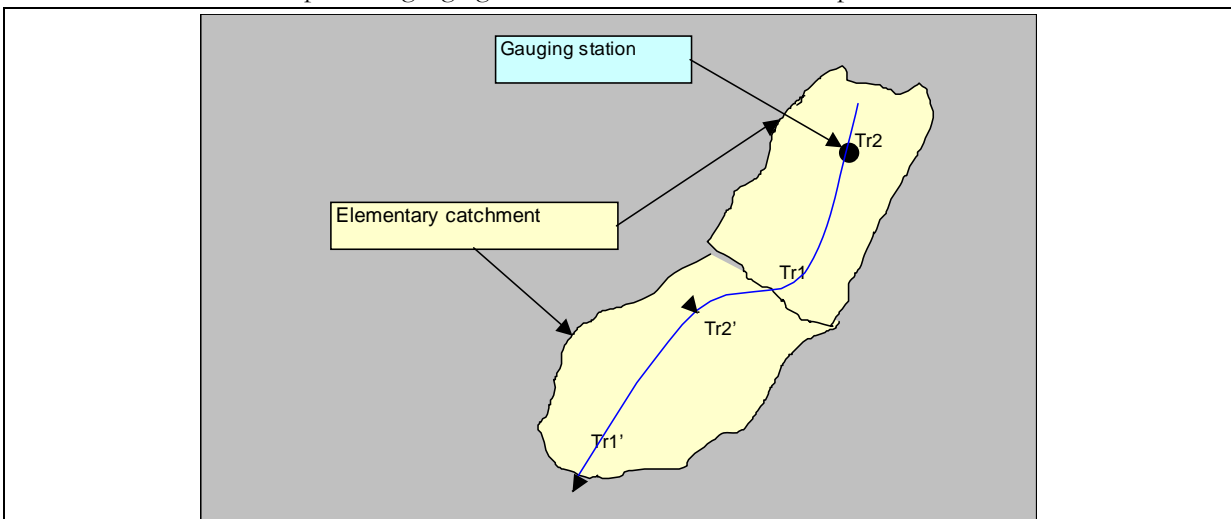 Gauging station
Tr2
Elementary catchment
Tr1
Tr2’
Tr1’